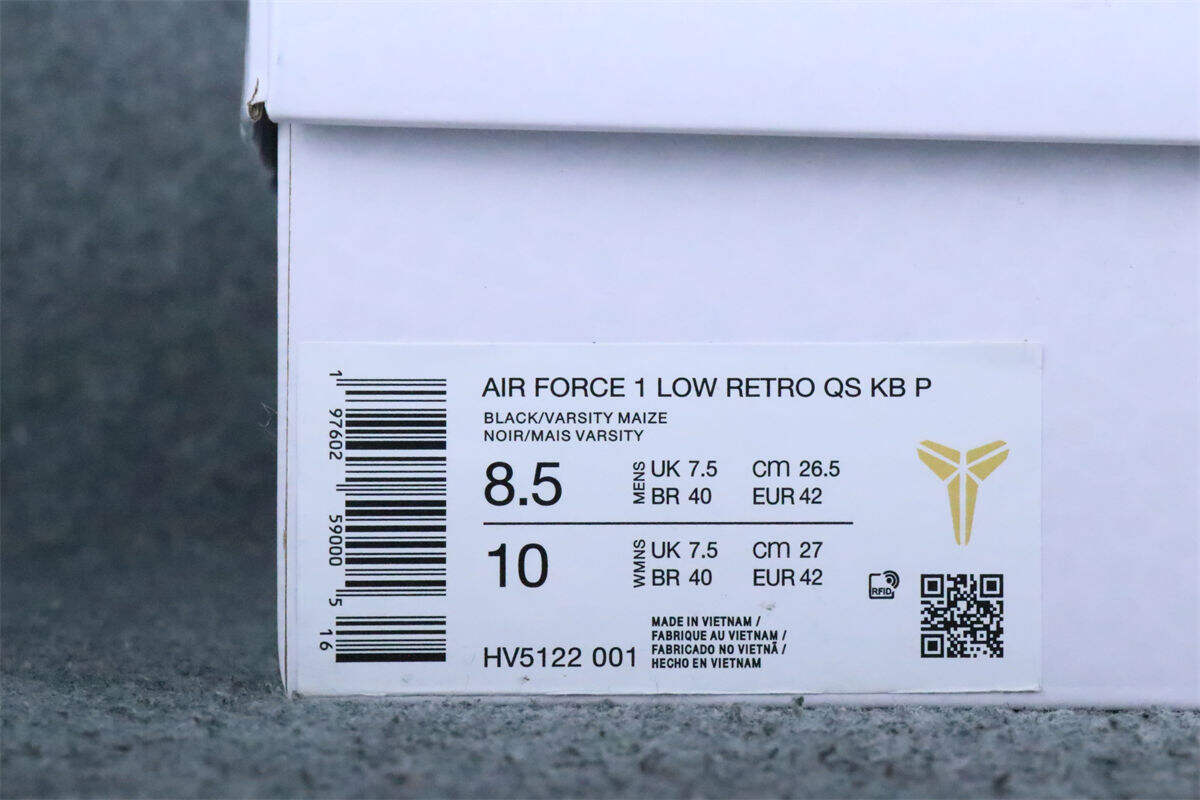 1 97602 59000 5 16
AIR FORCE 1 LOW RETRO QS KB P
BLACK/VARSITY MAIZE
NOIR/MAIS VARSITY
8.5
MENS
UK 7.5 cm 26.5
BR 40 EUR 42
10
WMNS
UK 7.5 cm 27
BR 40 EUR 42
RFID
HV5122 001
MADE IN VIETNAM /
FABRIQUE AU VIETNAM /
FABRICADO NO VIETNÃ /
HECHO EN VIETNAM